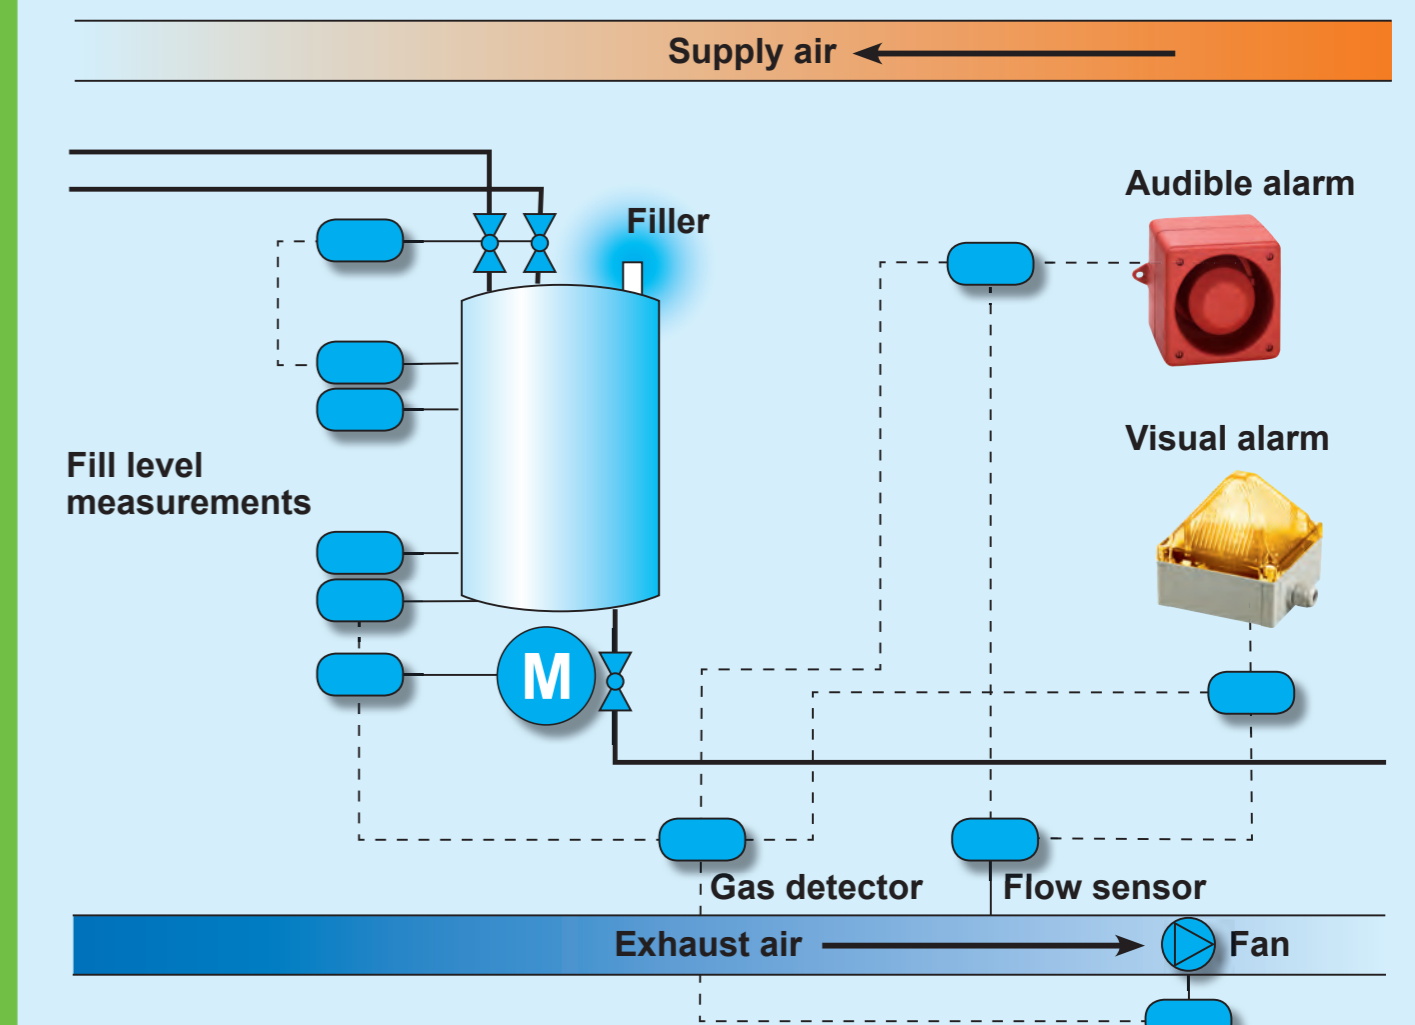 Supply air
Filler
Audible alarm
Visual alarm
Fill level
measurements
M
Gas detector
Flow sensor
Exhaust air
Fan